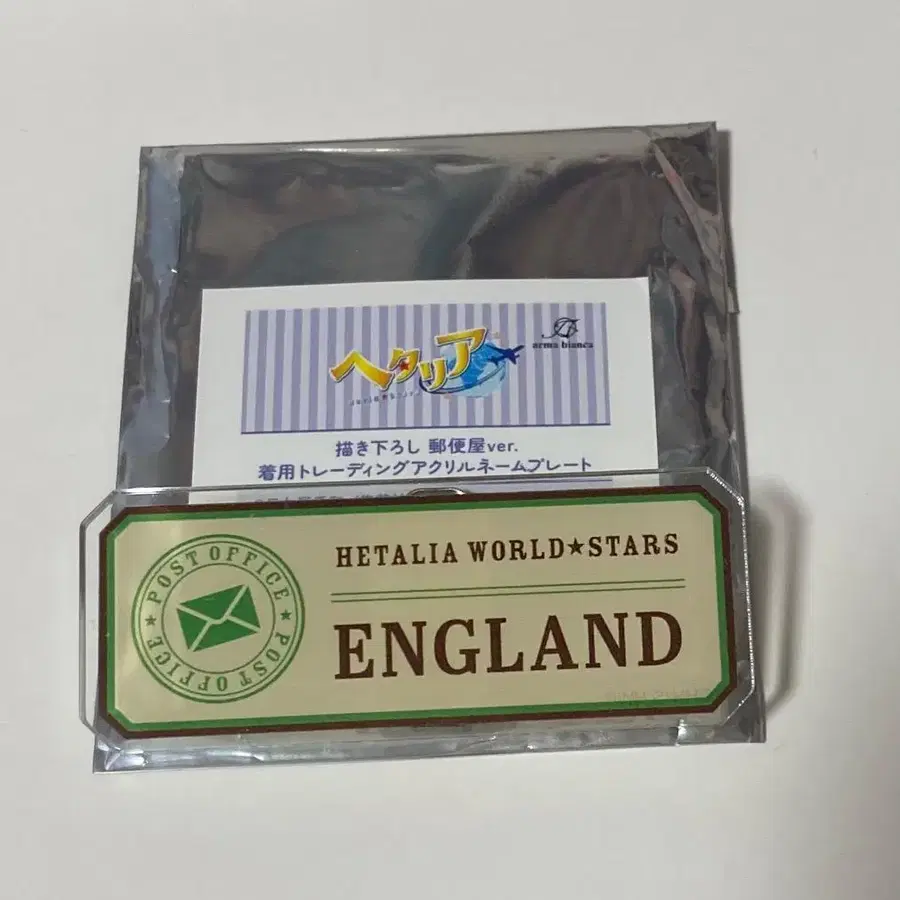 ヘタリア
arma bianca
描き下ろし 郵便屋ver.
着用トレーディングアクリルネームプレート
POST OFFICE ★ POST OFFICE ★
HETALIA WORLD★STARS
ENGLAND